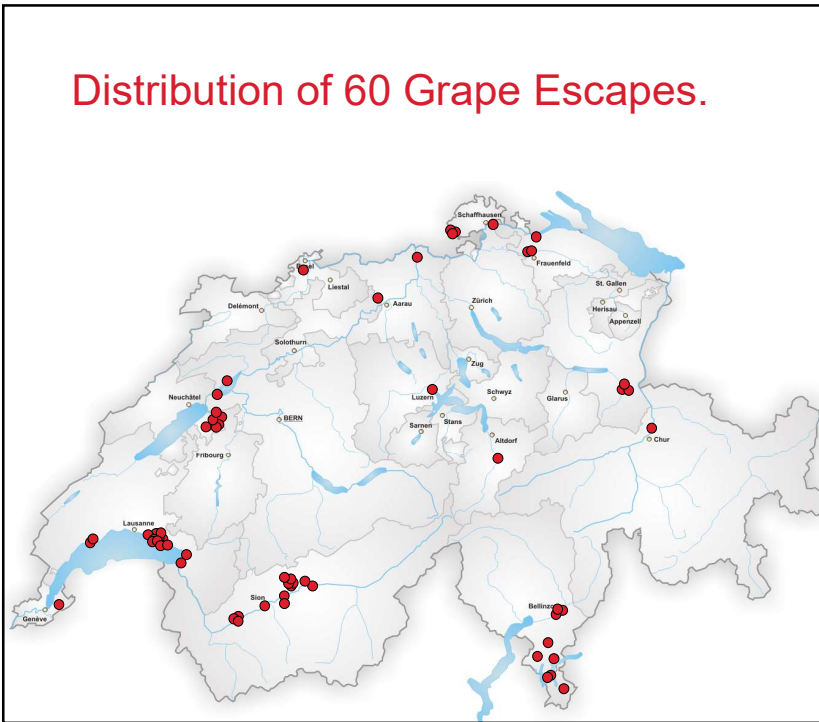 Distribution of 60 Grape Escapes.
Schaffhausen
Frauenfeld
Liestal
St. Gallen
Delémont
Aarau
Zürich
Herisau
Appenzell
Solothurn
Zug
Neuchâtel
Luzern
Schwyz
Glarus
BERN
Stans
Sarnen
Altdorf
Chur
Fribourg
Lausanne
Sion
Genève